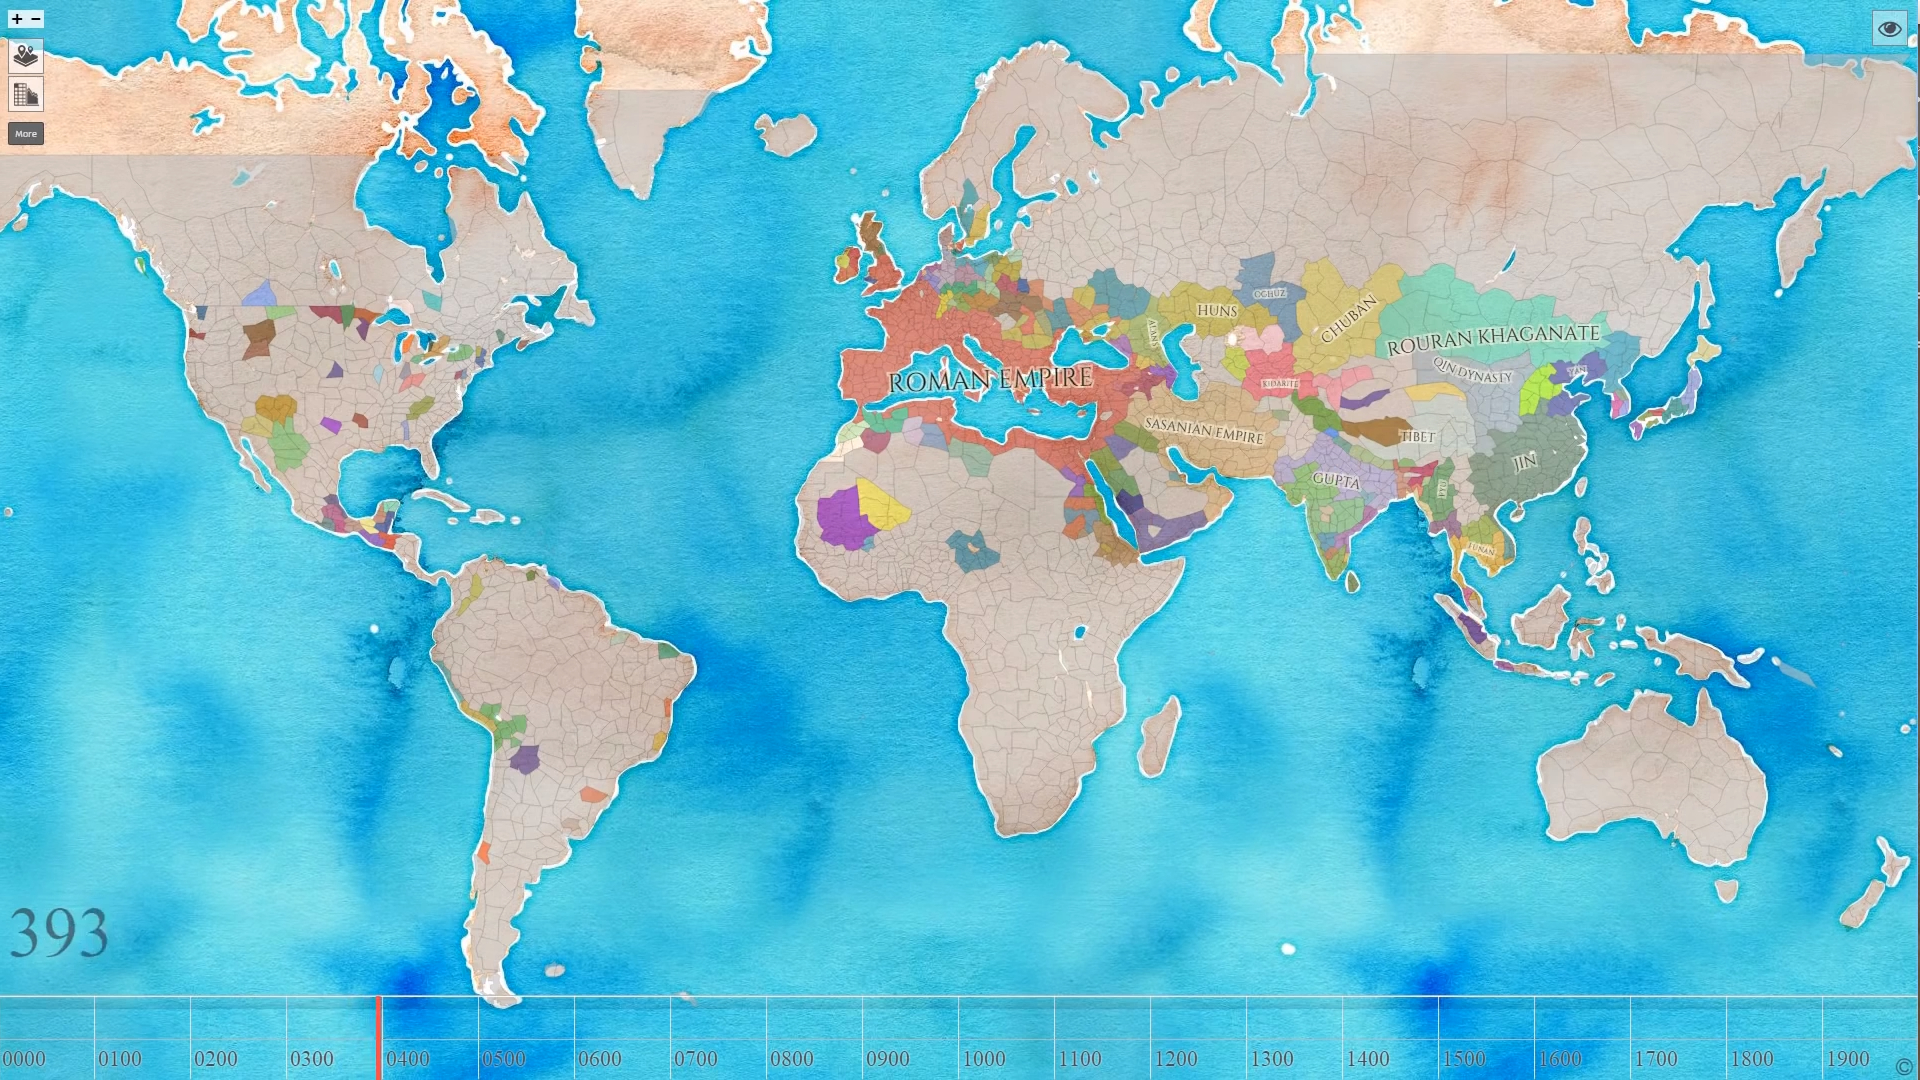 + −
More
HUNS
OGHUZ
CHUBAN
ROURAN KHAGANATE
ALANS
QIN DYNASTY
YAN
ROMAN EMPIRE
KIDARITE
SASANIAN EMPIRE
TIBET
JIN
GUPTA
PYU
FUNAN
393
0000 0100 0200 0300 0400 0500 0600 0700 0800 0900 1000 1100 1200 1300 1400 1500 1600 1700 1800 1900
©